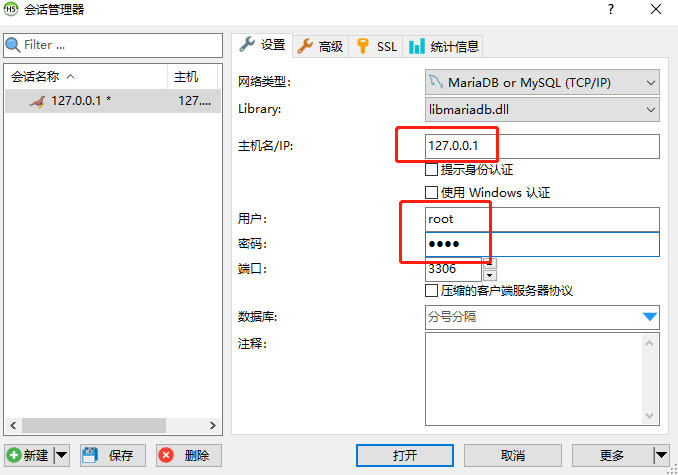 HS 会话管理器 ?
Filter ...
会话名称 主机
127.0.0.1 * 127....
设置 高级 SSL 统计信息
网络类型: MariaDB or MySQL (TCP/IP)
Library: libmariadb.dll
主机名/IP: 127.0.0.1
提示身份认证
使用 Windows 认证
用户: root
密码: ●●●●
端口: 3306
压缩的客户端服务器协议
数据库: 分号分隔
注释:
新建 保存 删除 打开 取消 更多